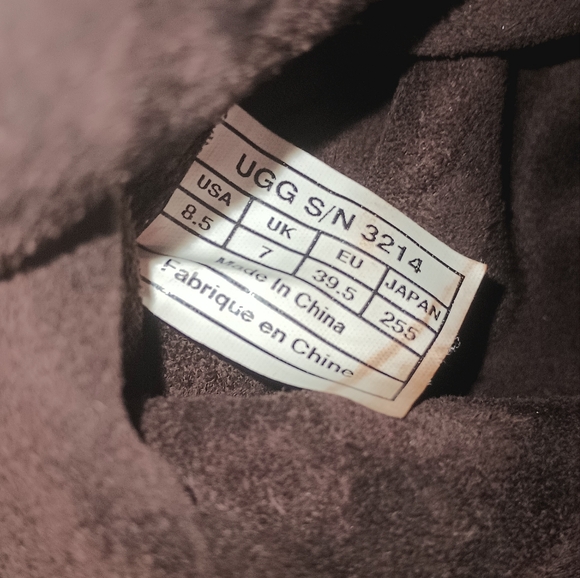 UGG S/N 3214
USA UK EU JAPAN
8.5 7 39.5 255
Made In China
Fabrique en Chine